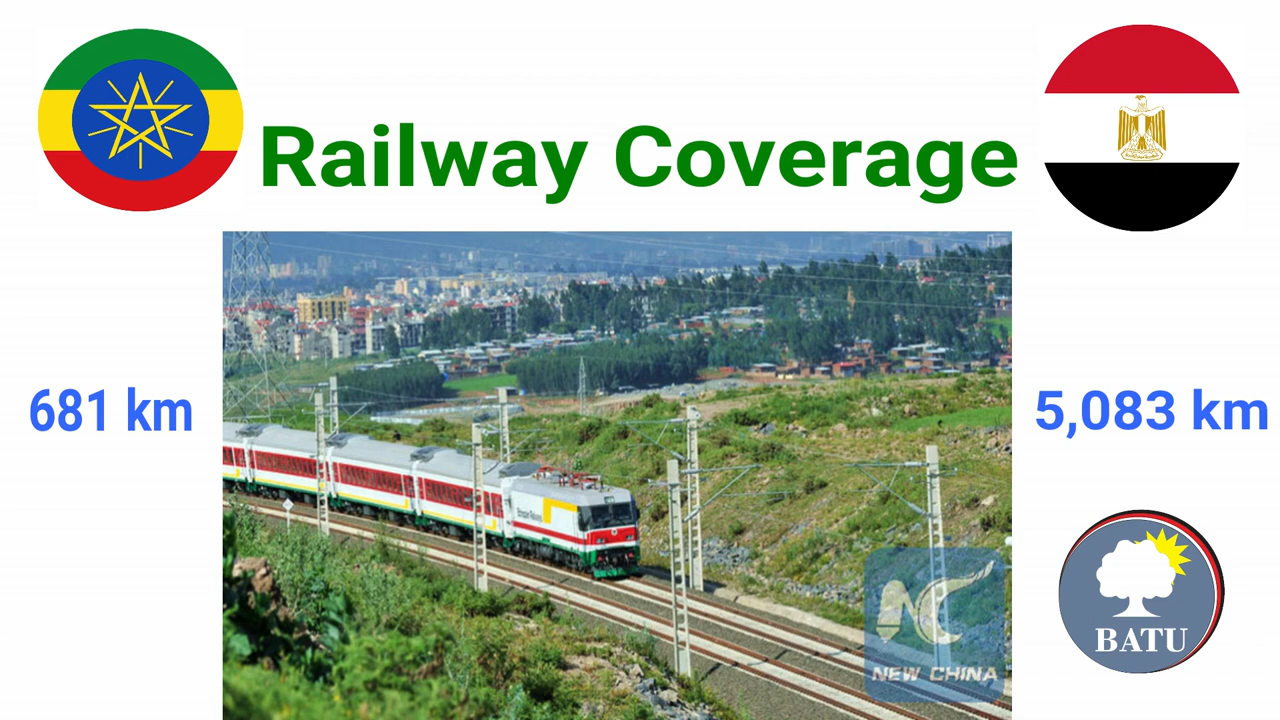 Railway Coverage
681 km
5,083 km
BATU
NEW CHINA